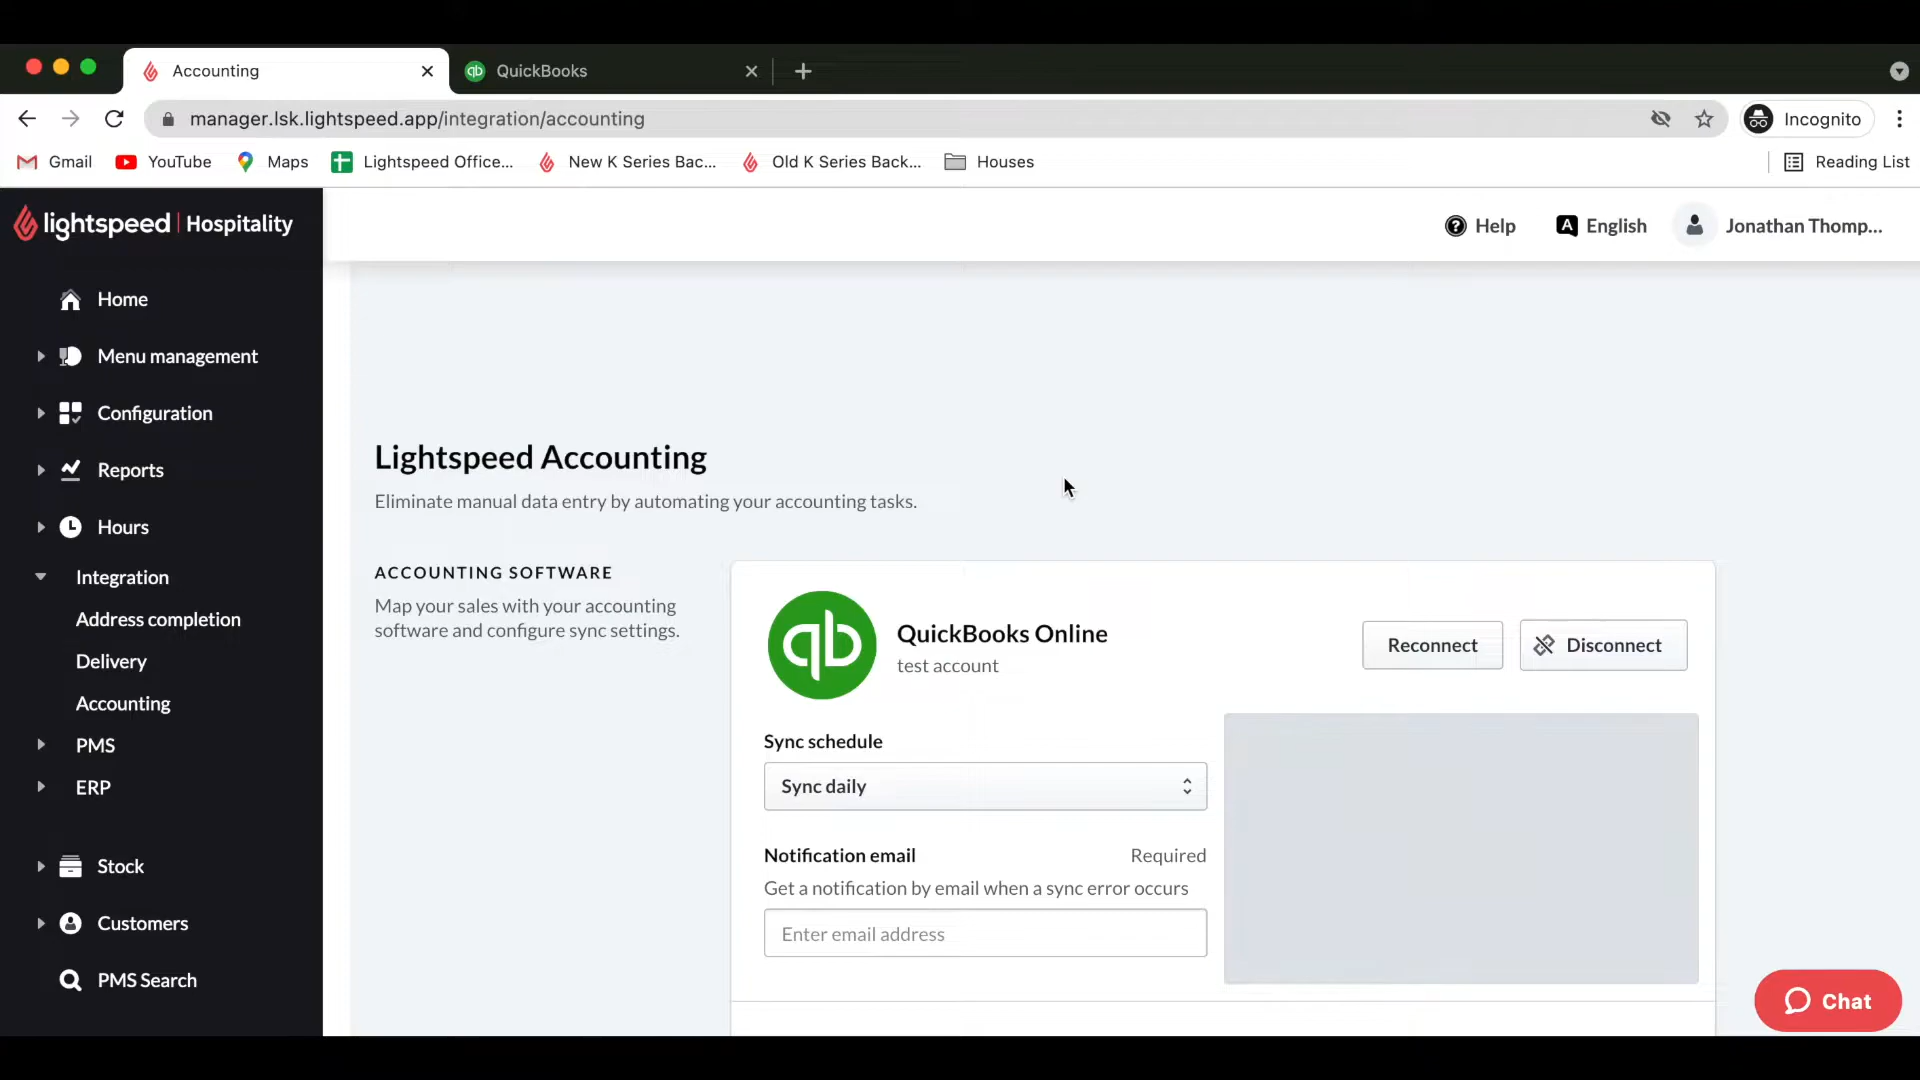 Accounting
QuickBooks
manager.lsk.lightspeed.app/integration/accounting
Incognito
Gmail
YouTube
Maps
Lightspeed Office...
New K Series Bac...
Old K Series Back...
Houses
Reading List
lightspeed | Hospitality
Help
A English
Jonathan Thomp...
Home
Menu management
Configuration
Reports
Hours
Integration
Address completion
Delivery
Accounting
PMS
ERP
Stock
Customers
PMS Search
Lightspeed Accounting
Eliminate manual data entry by automating your accounting tasks.
ACCOUNTING SOFTWARE
Map your sales with your accounting
software and configure sync settings.
qb
QuickBooks Online
test account
Reconnect
Disconnect
Sync schedule
Sync daily
Notification email Required
Get a notification by email when a sync error occurs
Enter email address
Chat